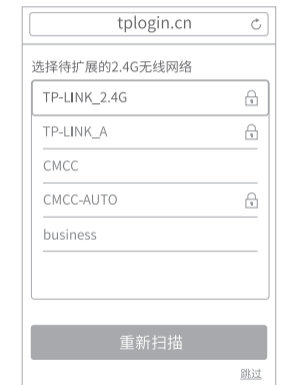 tplogin.cn
选择待扩展的2.4G无线网络
TP-LINK_2.4G
TP-LINK_A
CMCC
CMCC-AUTO
business
重新扫描
跳过